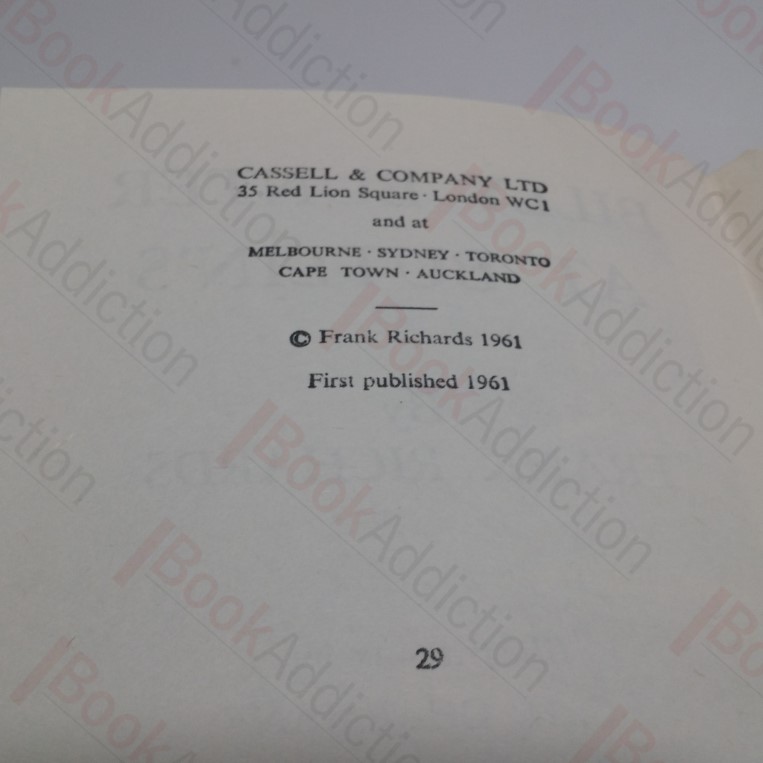 CASSELL & COMPANY LTD
35 Red Lion Square · London WC1
and at
MELBOURNE · SYDNEY · TORONTO
CAPE TOWN · AUCKLAND
© Frank Richards 1961
First published 1961
29
BookAddiction